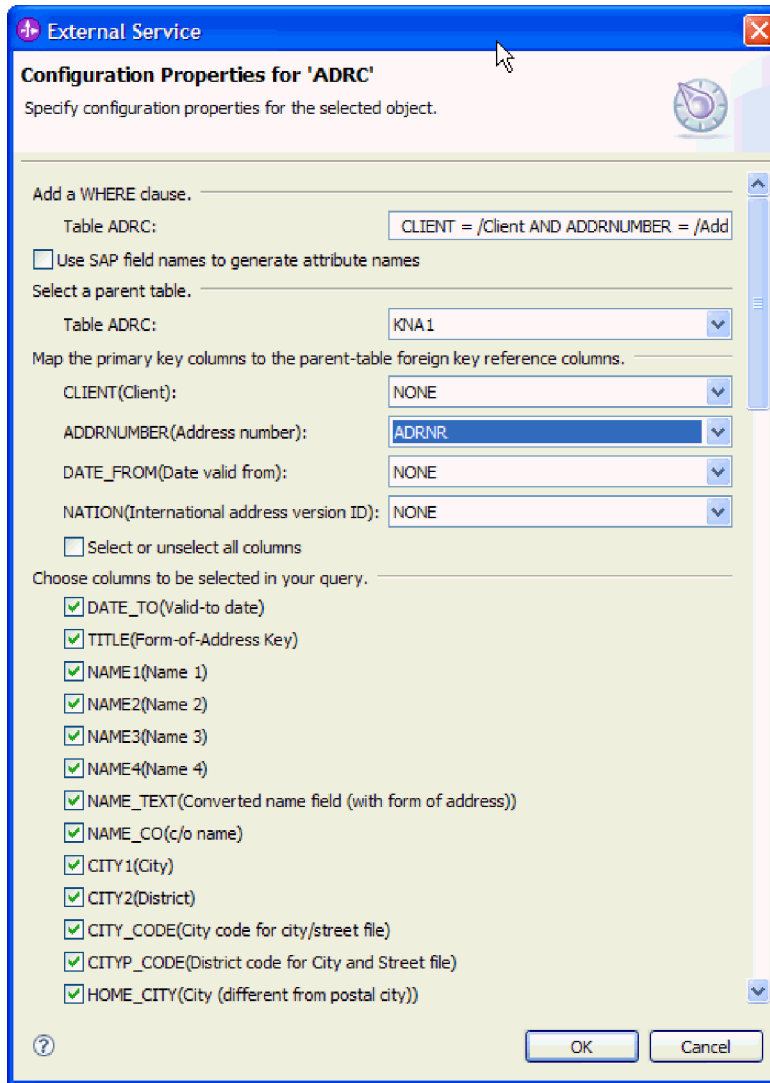 External Service
Configuration Properties for 'ADRC'
Specify configuration properties for the selected object.
Add a WHERE clause.
Table ADRC: CLIENT = /Client AND ADDRNUMBER = /Add
Use SAP field names to generate attribute names
Select a parent table.
Table ADRC: KNA1
Map the primary key columns to the parent-table foreign key reference columns.
CLIENT(Client): NONE
ADDRNUMBER(Address number): ADRNR
DATE_FROM(Date valid from): NONE
NATION(International address version ID): NONE
Select or unselect all columns
Choose columns to be selected in your query.
DATE_TO(Valid-to date)
TITLE(Form-of-Address Key)
NAME1(Name 1)
NAME2(Name 2)
NAME3(Name 3)
NAME4(Name 4)
NAME_TEXT(Converted name field (with form of address))
NAME_CO(c/o name)
CITY1(City)
CITY2(District)
CITY_CODE(City code for city/street file)
CITYP_CODE(District code for City and Street file)
HOME_CITY(City (different from postal city))
? OK Cancel